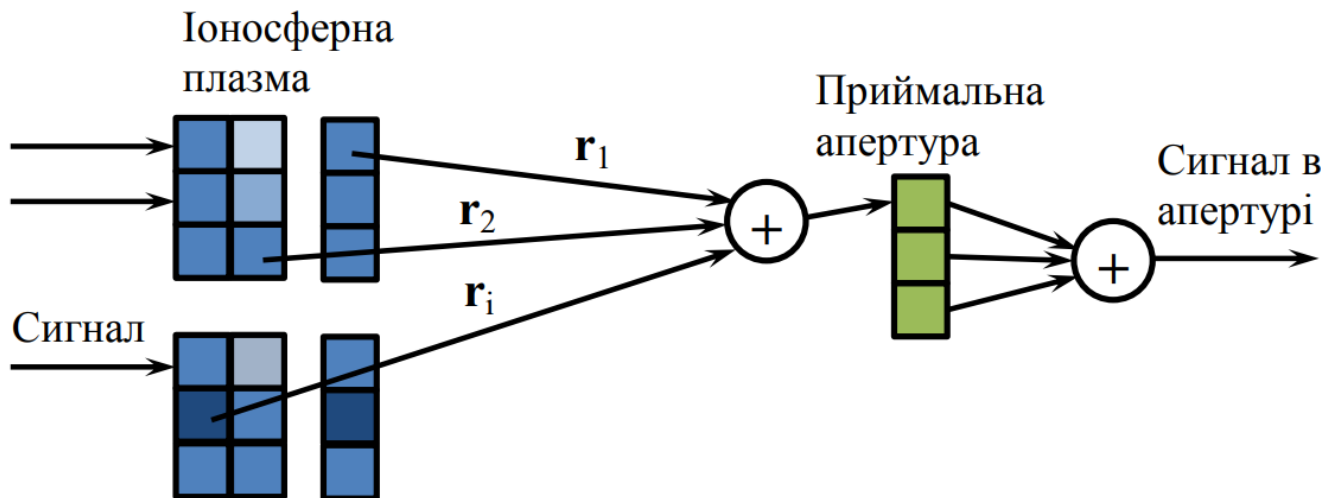 Іоносферна
плазма
Приймальна
апертура
r1
Сигнал в
апертурі
r2
+
+
ri
Сигнал